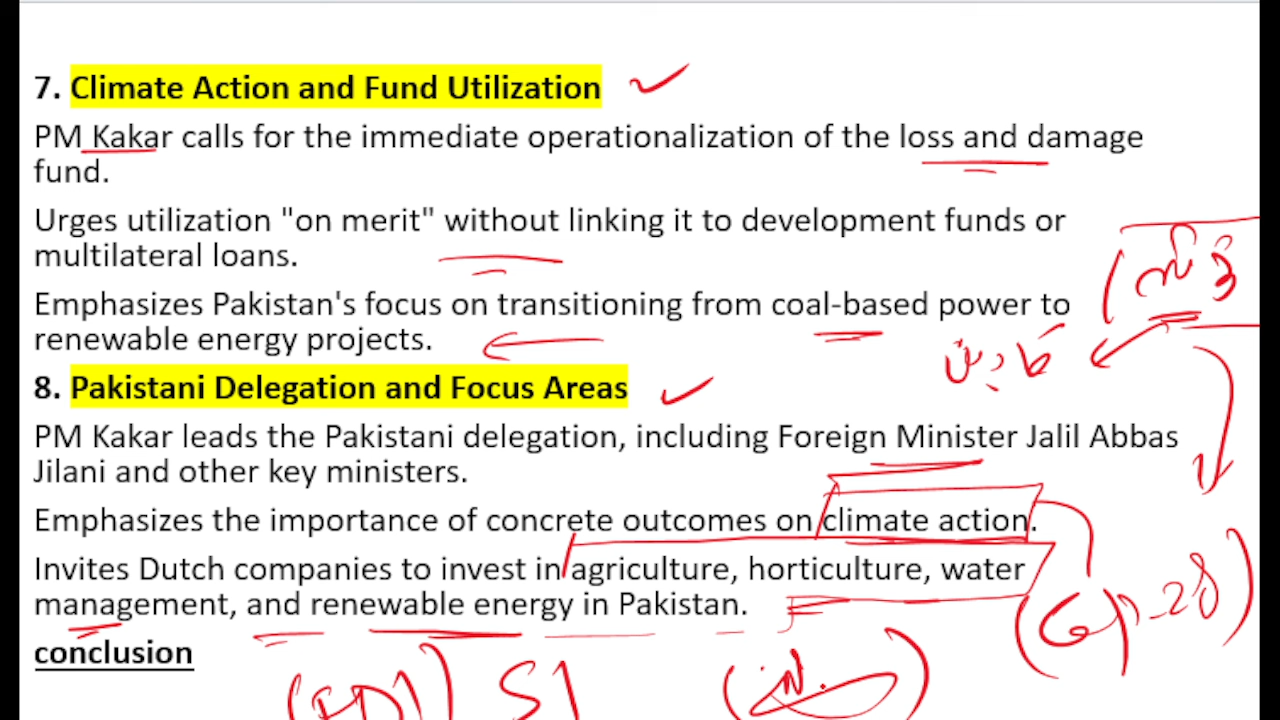 7. Climate Action and Fund Utilization
PM Kakar calls for the immediate operationalization of the loss and damage
fund.
Urges utilization "on merit" without linking it to development funds or
multilateral loans.
Emphasizes Pakistan's focus on transitioning from coal-based power to
renewable energy projects.
8. Pakistani Delegation and Focus Areas
PM Kakar leads the Pakistani delegation, including Foreign Minister Jalil Abbas
Jilani and other key ministers.
Emphasizes the importance of concrete outcomes on climate action.
Invites Dutch companies to invest in agriculture, horticulture, water
management, and renewable energy in Pakistan.
conclusion